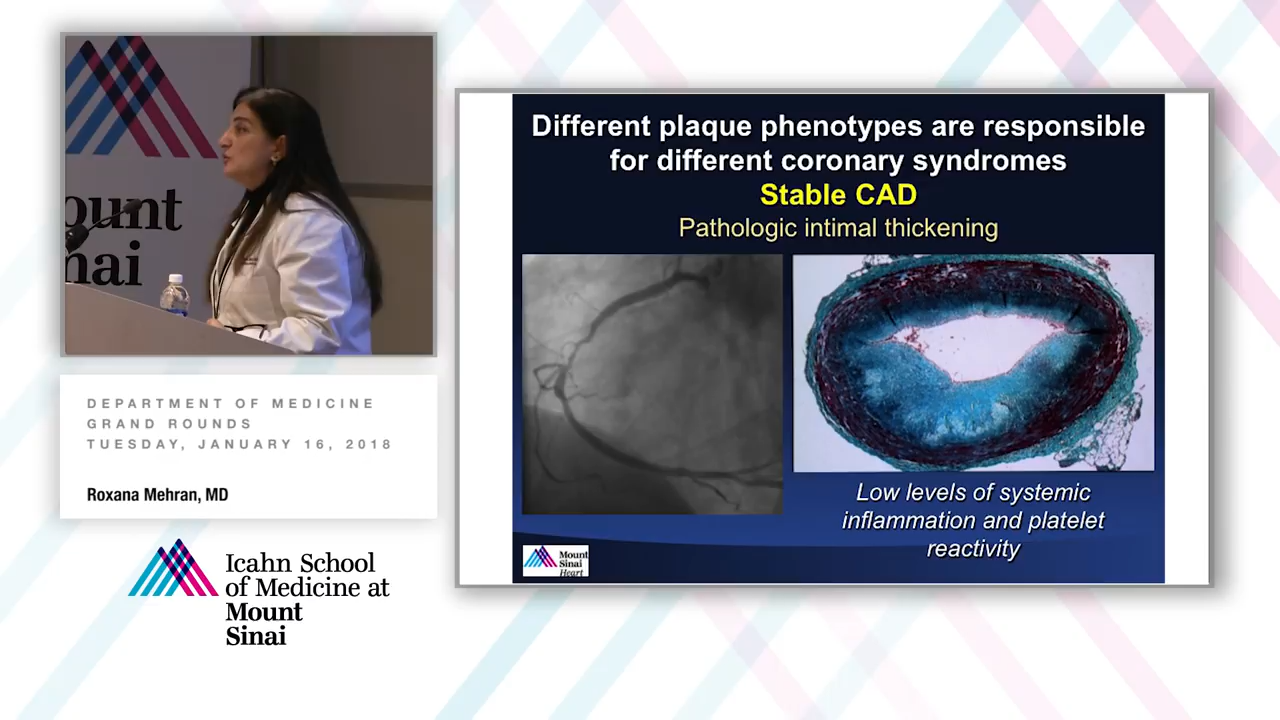 ount
nai
DEPARTMENT OF MEDICINE
GRAND ROUNDS
TUESDAY, JANUARY 16, 2018
Roxana Mehran, MD
Icahn School
of Medicine at
Mount
Sinai
Different plaque phenotypes are responsible
for different coronary syndromes
Stable CAD
Pathologic intimal thickening
Low levels of systemic
inflammation and platelet
reactivity
Mount
Sinai
Heart